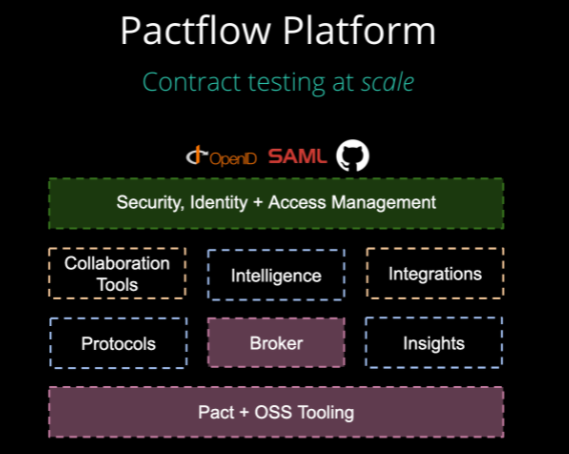 Pactflow Platform
Contract testing at scale
OpenID SAML
Security, Identity + Access Management
Collaboration
Tools
Intelligence
Integrations
Protocols
Broker
Insights
Pact + OSS Tooling